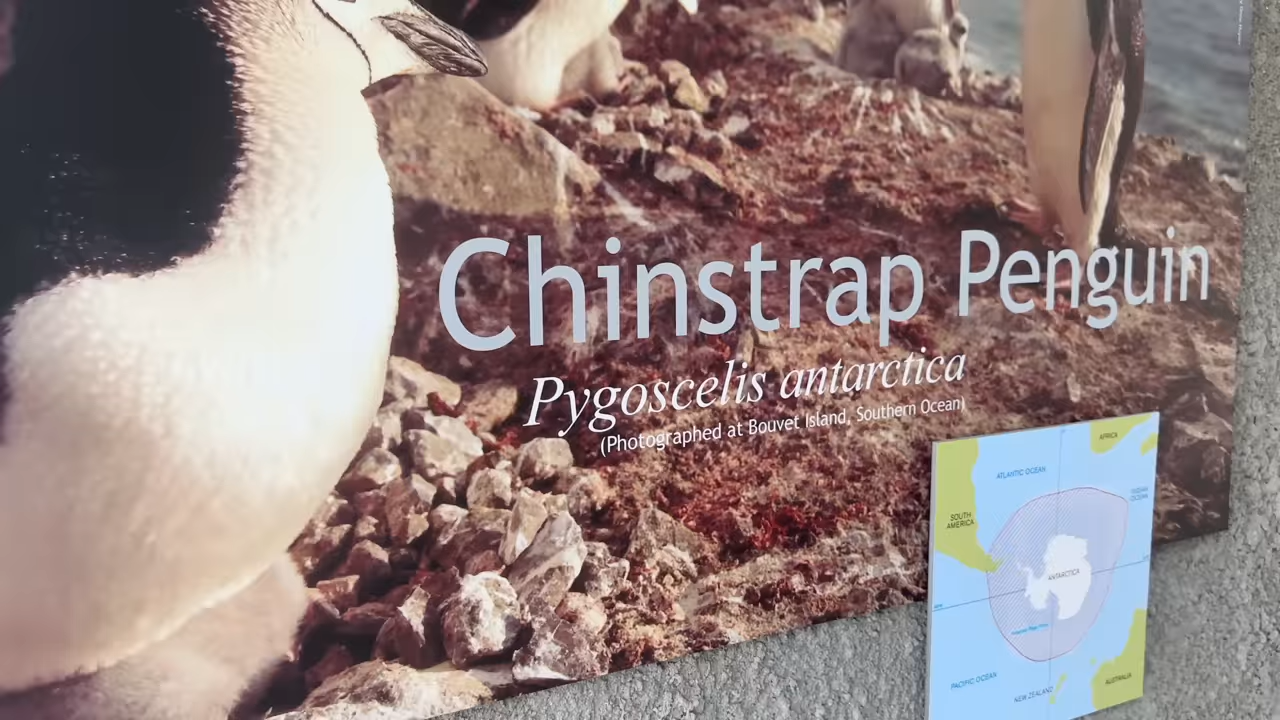 Chinstrap Penguin
Pygoscelis antarctica
(Photographed at Bouvet Island, Southern Ocean)
AFRICA
ATLANTIC OCEAN
INDIAN
OCEAN
SOUTH
AMERICA
ANTARCTICA
PACIFIC OCEAN
NEW ZEALAND
AUSTRALIA